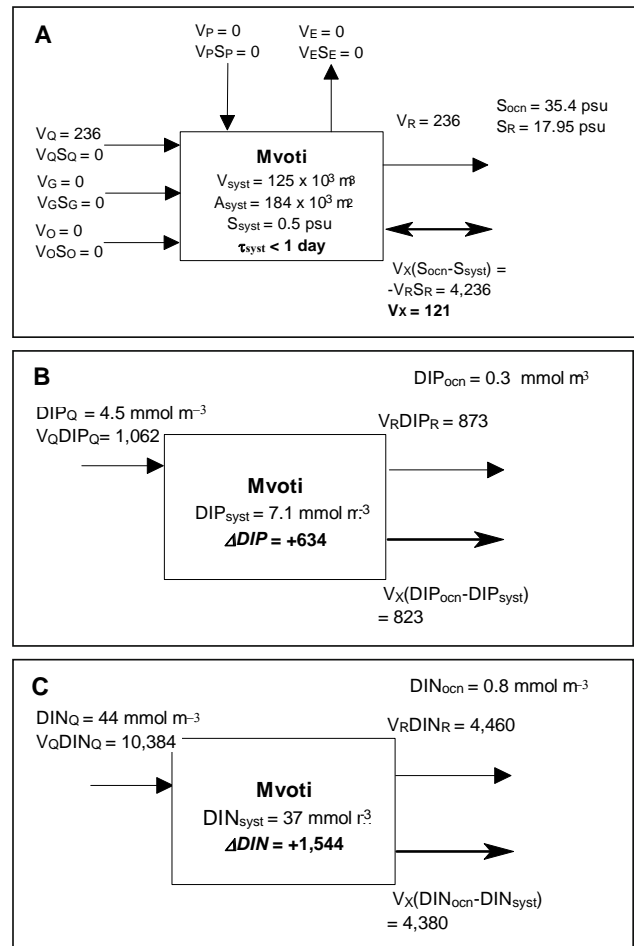 A
VP = 0
VPSP = 0
VE = 0
VESE = 0
VQ = 236
VQSQ = 0
VG = 0
VGSG = 0
VO = 0
VOSO = 0
Mvoti
Vsyst = 125 x 10³ m³
Asyst = 184 x 10³ m²
Ssyst = 0.5 psu
τsyst < 1 day
VR = 236
Socn = 35.4 psu
SR = 17.95 psu
VX(Socn-Ssyst) =
-VRSR = 4,236
VX = 121
B
DIPocn = 0.3 mmol m³
DIPQ = 4.5 mmol m⁻³
VQDIPQ= 1,062
VRDIPR = 873
Mvoti
DIPsyst = 7.1 mmol m⁻³
ΔDIP = +634
VX(DIPocn-DIPsyst)
= 823
C
DINocn = 0.8 mmol m⁻³
DINQ = 44 mmol m⁻³
VQDINQ = 10,384
VRDINR = 4,460
Mvoti
DINsyst = 37 mmol
ΔDIN = +1,544
VX(DINocn-DINsyst)
= 4,380